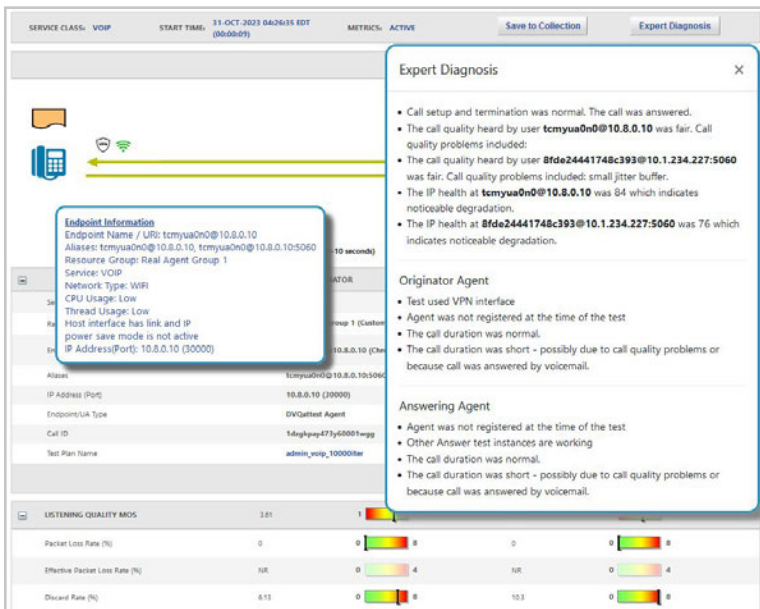 SERVICE CLASS: VOIP
START TIME: 31-OCT-2023 04:26:35 EDT
(00:00:09)
METRICS: ACTIVE
Save to Collection
Expert Diagnosis
Expert Diagnosis
• Call setup and termination was normal. The call was answered.
• The call quality heard by user tcmyua0n0@10.8.0.10 was fair. Call
quality problems included:
• The call quality heard by user 8fde24441748c393@10.1.234.227:5060
was fair. Call quality problems included: small jitter buffer.
• The IP health at tcmyua0n0@10.8.0.10 was 84 which indicates
noticeable degradation.
• The IP health at 8fde24441748c393@10.1.234.227:5060 was 76 which
indicates noticeable degradation.
Originator Agent
• Test used VPN interface
• Agent was not registered at the time of the test
• The call duration was normal.
• The call duration was short - possibly due to call quality problems or
because call was answered by voicemail.
Answering Agent
• Agent was not registered at the time of the test
• Other Answer test instances are working
• The call duration was normal.
• The call duration was short - possibly due to call quality problems or
because call was answered by voicemail.
Endpoint Information
Endpoint Name / URI: tcmyua0n0@10.8.0.10
Aliases: tcmyua0n0@10.8.0.10, tcmyua0n0@10.8.0.10:5060
Resource Group: Real Agent Group 1
Service: VOIP
Network Type: WIFI
CPU Usage: Low
Thread Usage: Low
Host interface has link and IP
power save mode is not active
IP Address(Port): 10.8.0.10 (30000)
-10 seconds)
Aliases
tcmyua0n0@10.8.0.10:5060
IP Address (Port)
10.8.0.10 (30000)
Endpoint/UA Type
DVQattest Agent
Call ID
Test Plan Name
admin_voip_10000iter
LISTENING QUALITY MOS
3.61
1
Packet Loss Rate (%)
0
0
8
0
0
8
Effective Packet Loss Rate (%)
NR
0
4
NR
0
4
Discard Rate (%)
6.13
0
8
10.3
0
8